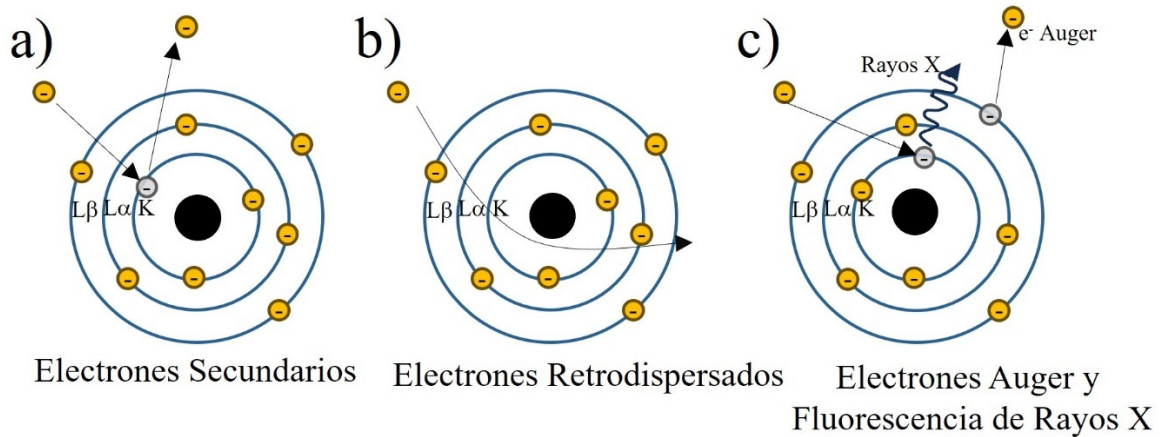 a)
Lβ Lα K
Electrones Secundarios
b)
Lβ Lα K
Electrones Retrodispersados
c)
e- Auger
Rayos X
Lβ Lα K
Electrones Auger y
Fluorescencia de Rayos X